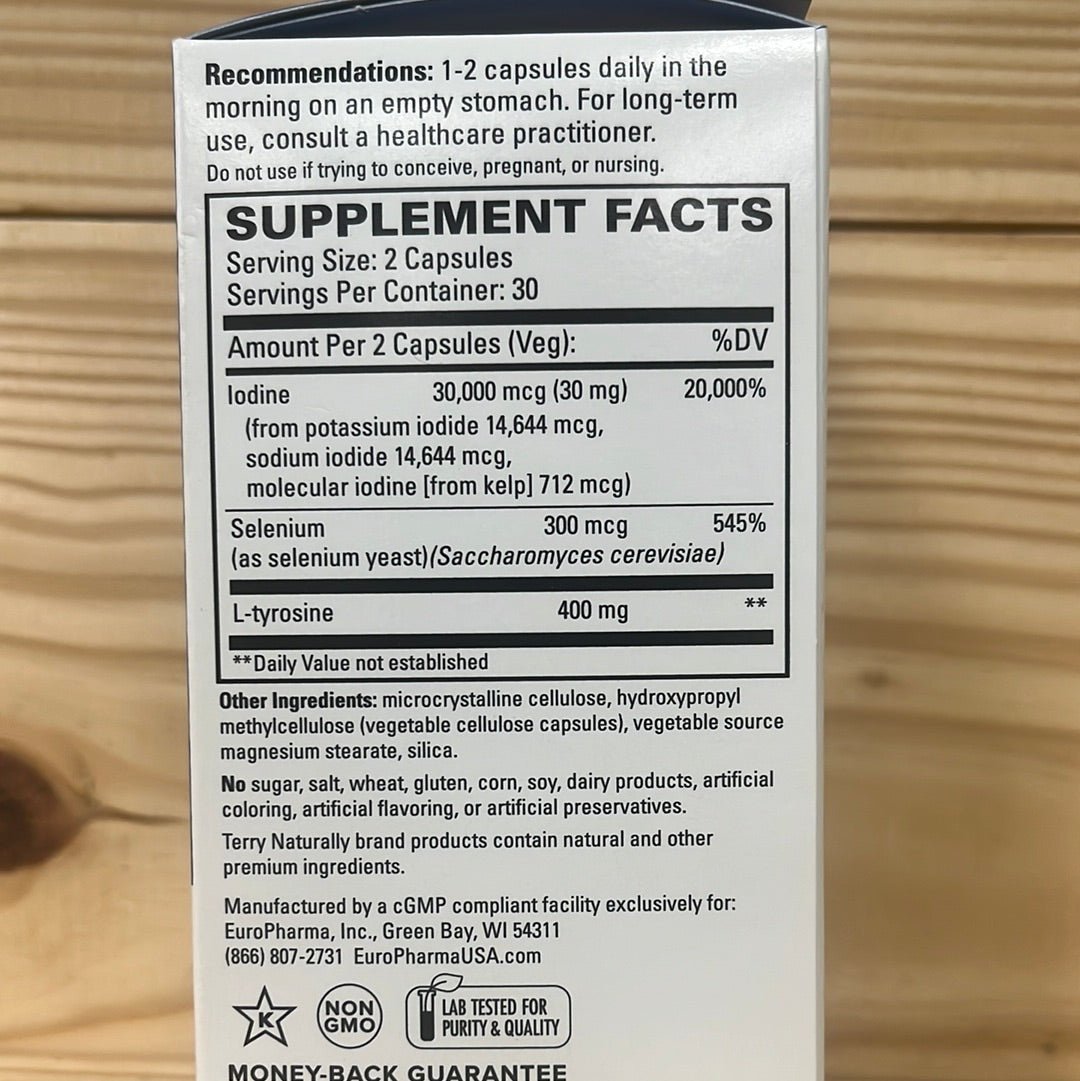 Recommendations: 1-2 capsules daily in the
morning on an empty stomach. For long-term
use, consult a healthcare practitioner.
Do not use if trying to conceive, pregnant, or nursing.
SUPPLEMENT FACTS
Serving Size: 2 Capsules
Servings Per Container: 30
Amount Per 2 Capsules (Veg): %DV
Iodine 30,000 mcg (30 mg) 20,000%
(from potassium iodide 14,644 mcg,
sodium iodide 14,644 mcg,
molecular iodine [from kelp] 712 mcg)
Selenium 300 mcg 545%
(as selenium yeast)(Saccharomyces cerevisiae)
L-tyrosine 400 mg **
**Daily Value not established
Other Ingredients: microcrystalline cellulose, hydroxypropyl
methylcellulose (vegetable cellulose capsules), vegetable source
magnesium stearate, silica.
No sugar, salt, wheat, gluten, corn, soy, dairy products, artificial
coloring, artificial flavoring, or artificial preservatives.
Terry Naturally brand products contain natural and other
premium ingredients.
Manufactured by a cGMP compliant facility exclusively for:
EuroPharma, Inc., Green Bay, WI 54311
(866) 807-2731 EuroPharmaUSA.com
K
NON
GMO
LAB TESTED FOR
PURITY & QUALITY
MONEY-BACK GUARANTEE